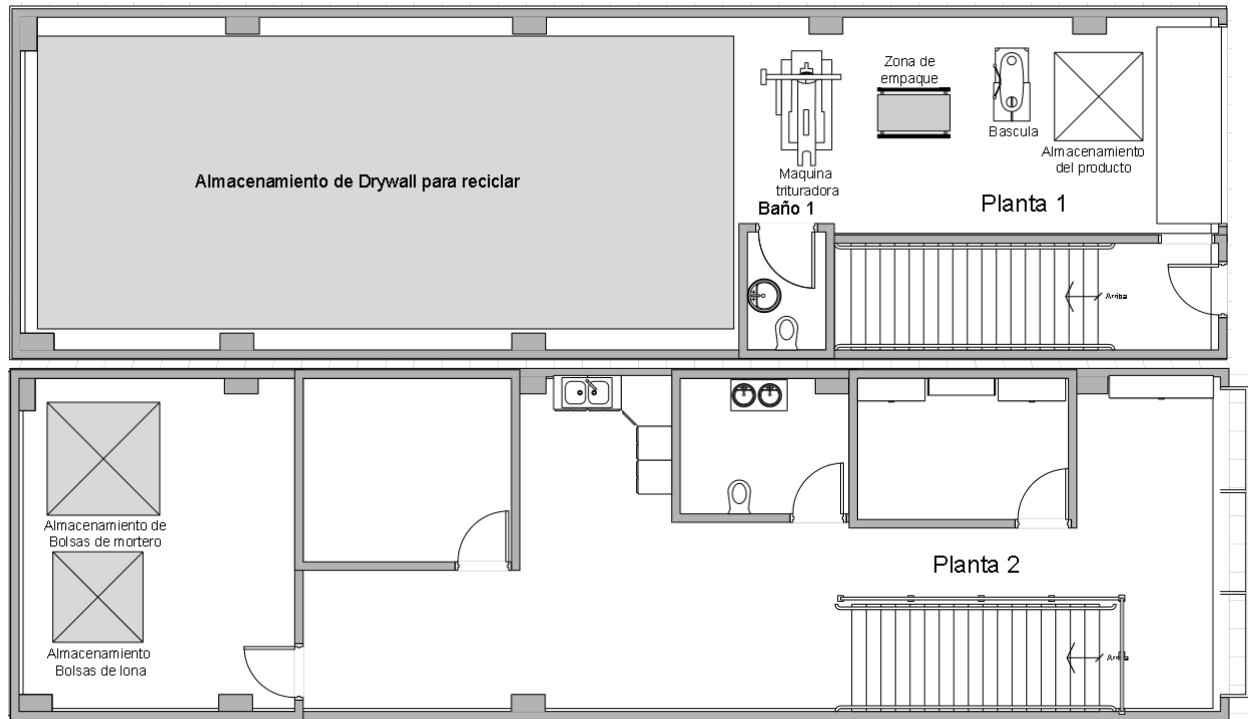 Zona de
empaque
Bascula
Almacenamiento
del producto
Almacenamiento de Drywall para reciclar
Maquina
trituradora
Baño 1
Planta 1
Arriba
Almacenamiento de
Bolsas de mortero
Almacenamiento
Bolsas de lona
Planta 2
Arriba